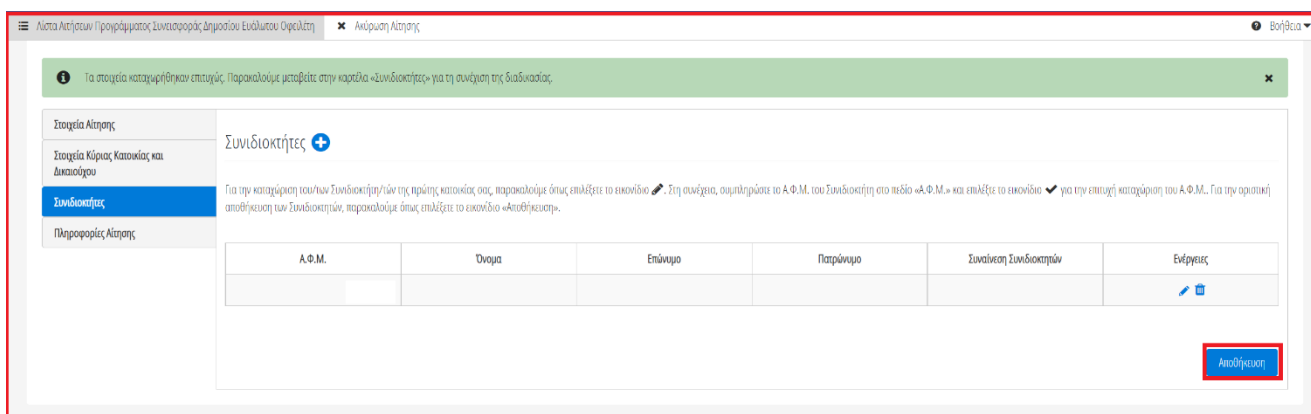 Λίστα Αιτήσεων Προγράμματος Συνεισφοράς Δημοσίου Ευάλωτου Οφειλέτη
Ακύρωση Αίτησης
Βοήθεια
Τα στοιχεία καταχωρήθηκαν επιτυχώς. Παρακαλούμε μεταβείτε στην καρτέλα «Συνιδιοκτήτες» για τη συνέχιση της διαδικασίας.
Στοιχεία Αίτησης
Στοιχεία Κύριας Κατοικίας και
Δικαιούχου
Συνιδιοκτήτες
Πληροφορίες Αίτησης
Συνιδιοκτήτες
Για την καταχώριση του/των Συνιδιοκτήτη/τών της πρώτης κατοικίας σας, παρακαλούμε όπως επιλέξετε το εικονίδιο . Στη συνέχεια, συμπληρώστε το Α.Φ.Μ. του Συνιδιοκτήτη στο πεδίο «Α.Φ.Μ.» και επιλέξτε το εικονίδιο για την επιτυχή καταχώριση του Α.Φ.Μ.. Για την οριστική
αποθήκευση των Συνιδιοκτητών, παρακαλούμε όπως επιλέξετε το εικονίδιο «Αποθήκευση».
Α.Φ.Μ. Όνομα Επώνυμο Πατρώνυμο Συναίνεση Συνιδιοκτητών Ενέργειες
Αποθήκευση